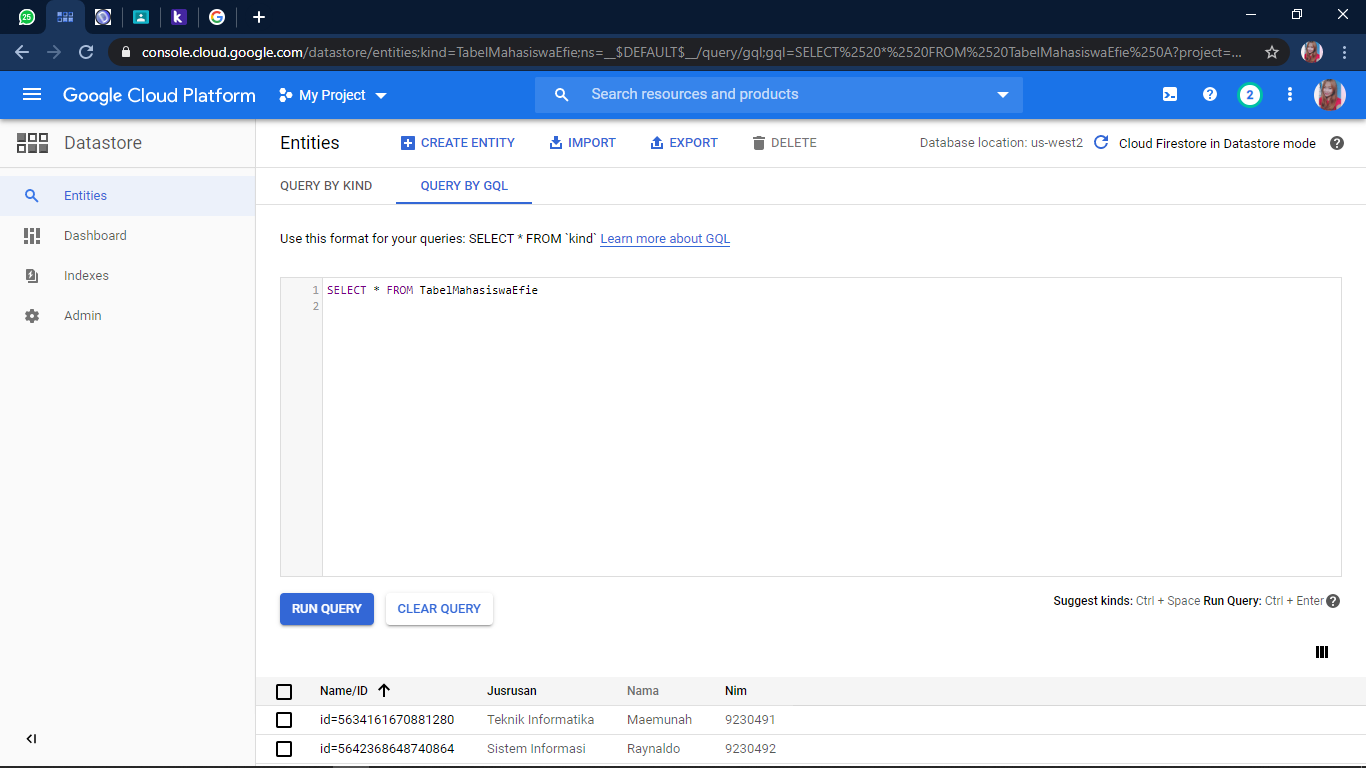 25
console.cloud.google.com/datastore/entities;kind=TabelMahasiswaEfie;ns=__$DEFAULT$__/query/gql;gql=SELECT%2520*%2520FROM%2520TabelMahasiswaEfie%250A?project=...
Google Cloud Platform My Project Search resources and products 2
Datastore Entities CREATE ENTITY IMPORT EXPORT DELETE Database location: us-west2 Cloud Firestore in Datastore mode
Entities QUERY BY KIND QUERY BY GQL
Dashboard
Use this format for your queries: SELECT * FROM `kind` Learn more about GQL
Indexes
1 SELECT * FROM TabelMahasiswaEfie
2
Admin
RUN QUERY CLEAR QUERY Suggest kinds: Ctrl + Space Run Query: Ctrl + Enter
Name/ID Jusrusan Nama Nim
id=5634161670881280 Teknik Informatika Maemunah 9230491
id=5642368648740864 Sistem Informasi Raynaldo 9230492